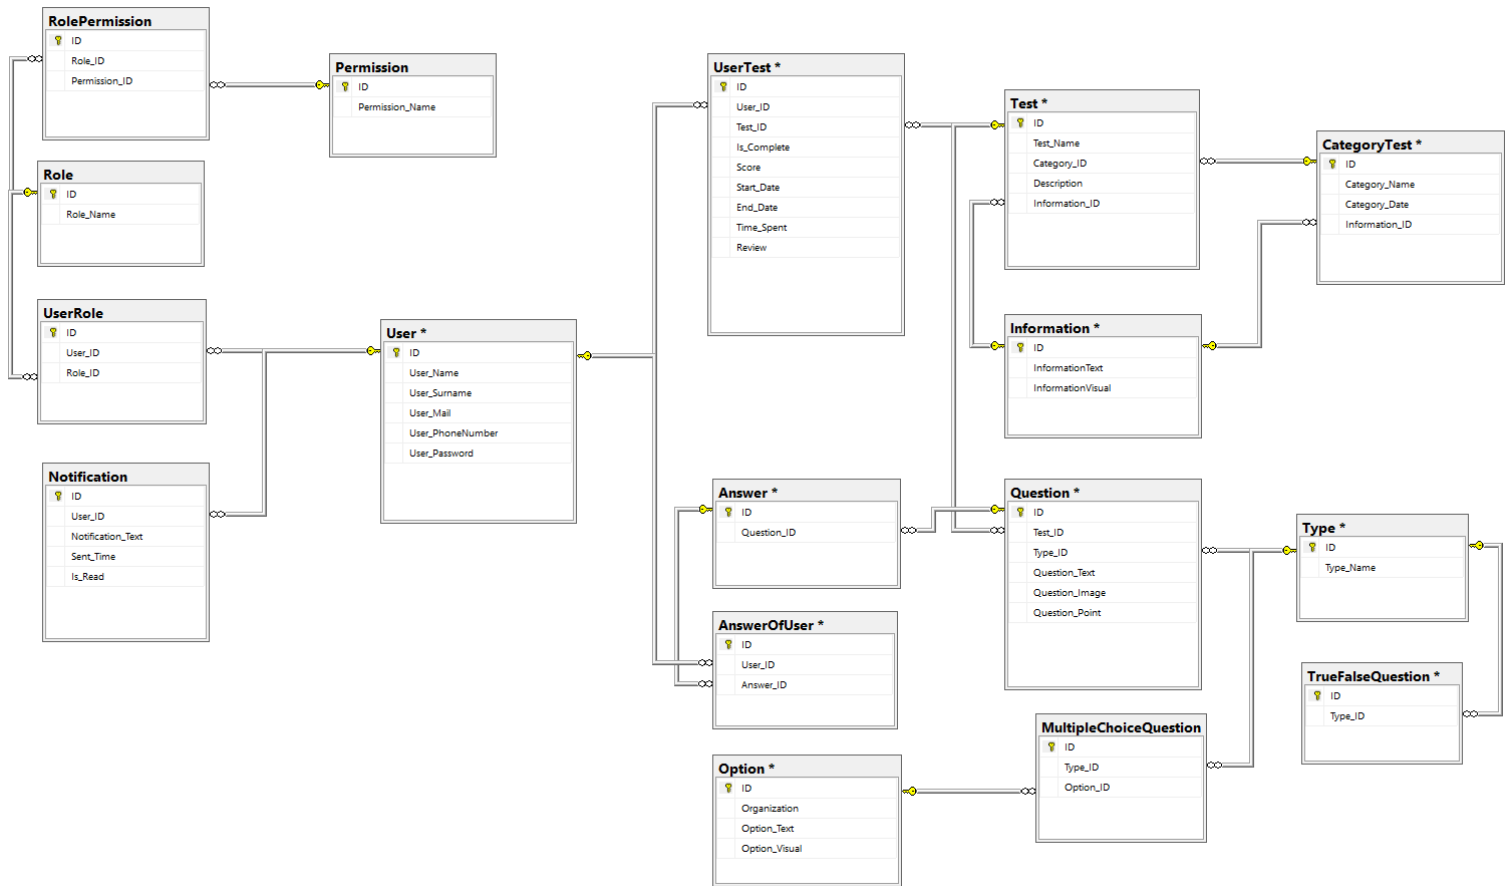 RolePermission
ID
Role_ID
Permission_ID
Permission
ID
Permission_Name
Role
ID
Role_Name
UserRole
ID
User_ID
Role_ID
Notification
ID
User_ID
Notification_Text
Sent_Time
Is_Read
User *
ID
User_Name
User_Surname
User_Mail
User_PhoneNumber
User_Password
UserTest *
ID
User_ID
Test_ID
Is_Complete
Score
Start_Date
End_Date
Time_Spent
Review
Test *
ID
Test_Name
Category_ID
Description
Information_ID
CategoryTest *
ID
Category_Name
Category_Date
Information_ID
Information *
ID
InformationText
InformationVisual
Answer *
ID
Question_ID
Question *
ID
Test_ID
Type_ID
Question_Text
Question_Image
Question_Point
Type *
ID
Type_Name
AnswerOfUser *
ID
User_ID
Answer_ID
TrueFalseQuestion *
ID
Type_ID
MultipleChoiceQuestion
ID
Type_ID
Option_ID
Option *
ID
Organization
Option_Text
Option_Visual